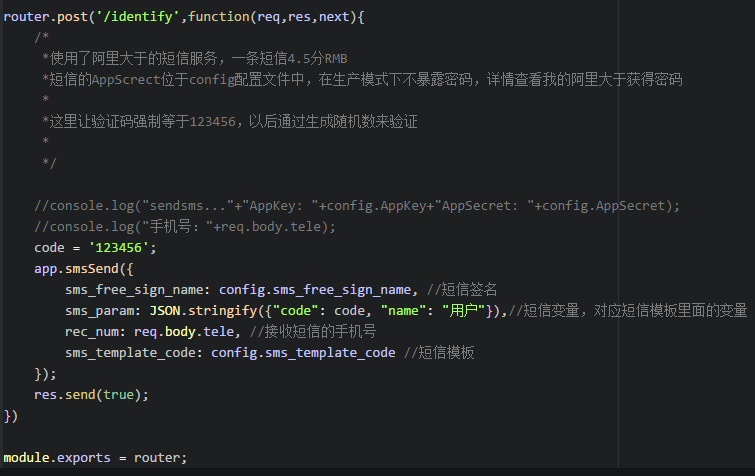 router.post('/identify',function(req,res,next){
/*
*使用了阿里大于的短信服务，一条短信4.5分RMB
*短信的AppScrect位于config配置文件中，在生产模式下不暴露密码，详情查看我的阿里大于获得密码
*
*这里让验证码强制等于123456，以后通过生成随机数来验证
*
*/
//console.log("sendsms..."+"AppKey: "+config.AppKey+"AppSecret: "+config.AppSecret);
//console.log("手机号："+req.body.tele);
code = '123456';
app.smsSend({
sms_free_sign_name: config.sms_free_sign_name, //短信签名
sms_param: JSON.stringify({"code": code, "name": "用户"}),//短信变量，对应短信模板里面的变量
rec_num: req.body.tele, //接收短信的手机号
sms_template_code: config.sms_template_code //短信模板
});
res.send(true);
})
module.exports = router;